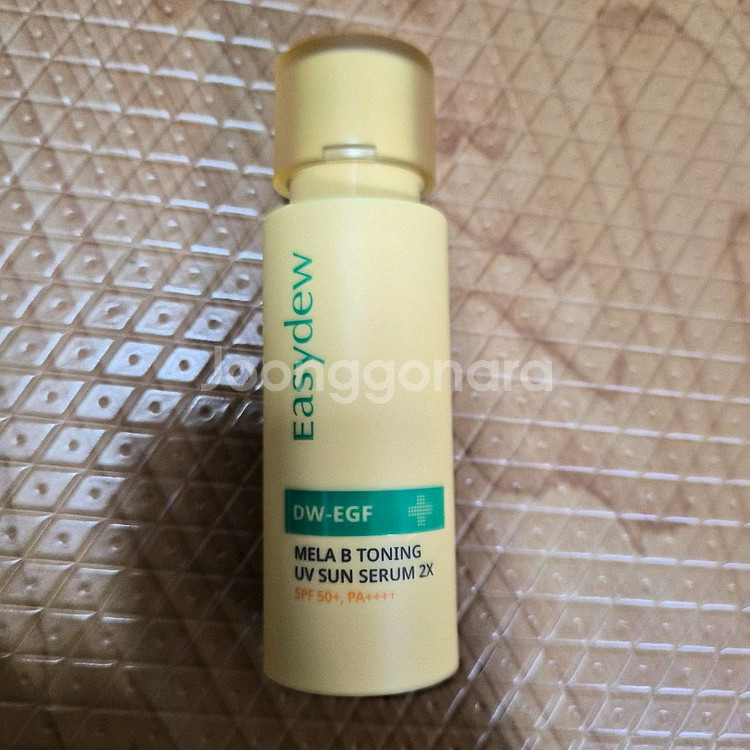 Easydew
Joonggonara
DW-EGF
MELA B TONING
UV SUN SERUM 2X
SPF 50+, PA++++